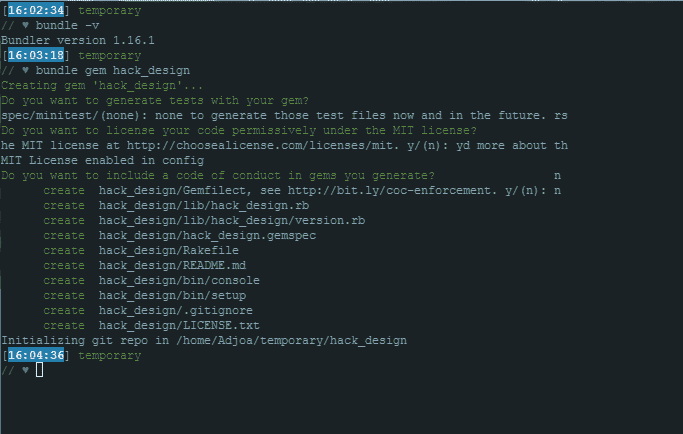 [16:02:34] temporary
// ♥ bundle -v
Bundler version 1.16.1
[16:03:18] temporary
// ♥ bundle gem hack_design
Creating gem 'hack_design'...
Do you want to generate tests with your gem?
spec/minitest/(none): none to generate those test files now and in the future. rs
Do you want to license your code permissively under the MIT license?
he MIT license at http://choosealicense.com/licenses/mit. y/(n): yd more about th
MIT License enabled in config
Do you want to include a code of conduct in gems you generate? n
create hack_design/Gemfilect, see http://bit.ly/coc-enforcement. y/(n): n
create hack_design/lib/hack_design.rb
create hack_design/lib/hack_design/version.rb
create hack_design/hack_design.gemspec
create hack_design/Rakefile
create hack_design/README.md
create hack_design/bin/console
create hack_design/bin/setup
create hack_design/.gitignore
create hack_design/LICENSE.txt
Initializing git repo in /home/Adjoa/temporary/hack_design
[16:04:36] temporary
// ♥